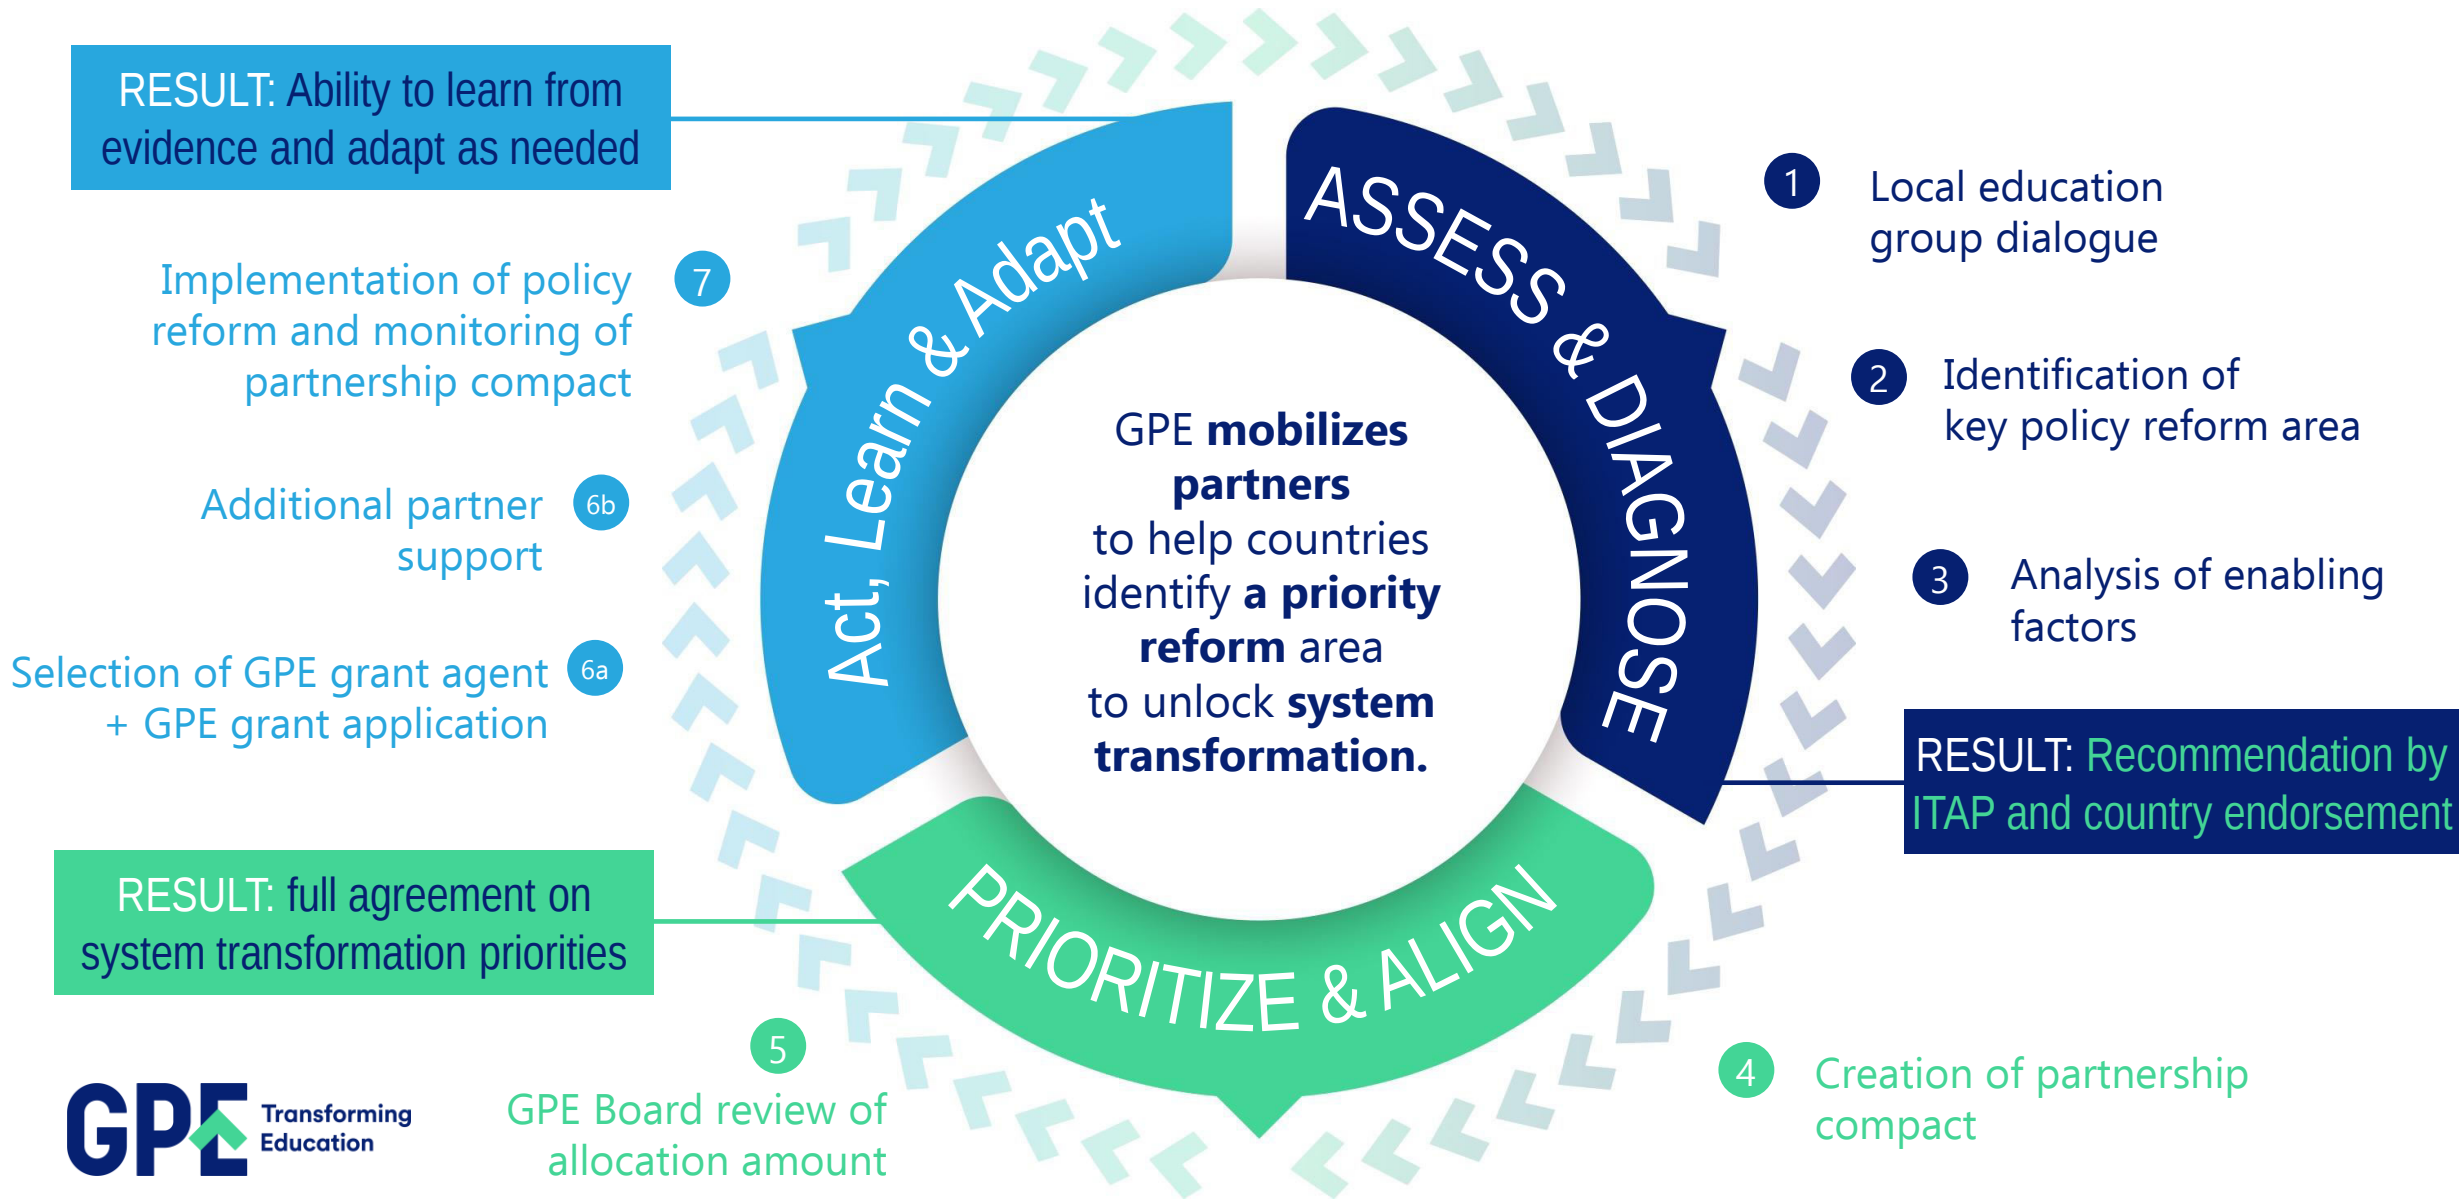 RESULT: Ability to learn from
evidence and adapt as needed
ASSESS & DIAGNOSE
1
Local education
group dialogue
2
Identification of
key policy reform area
3
Analysis of enabling
factors
RESULT: Recommendation by
ITAP and country endorsement
GPE mobilizes
partners
to help countries
identify a priority
reform area
to unlock system
transformation.
PRIORITIZE & ALIGN
4
Creation of partnership
compact
5
GPE Board review of
allocation amount
RESULT: full agreement on
system transformation priorities
Act, Learn & Adapt
6a
Selection of GPE grant agent
+ GPE grant application
6b
Additional partner
support
7
Implementation of policy
reform and monitoring of
partnership compact
GPE
Transforming
Education